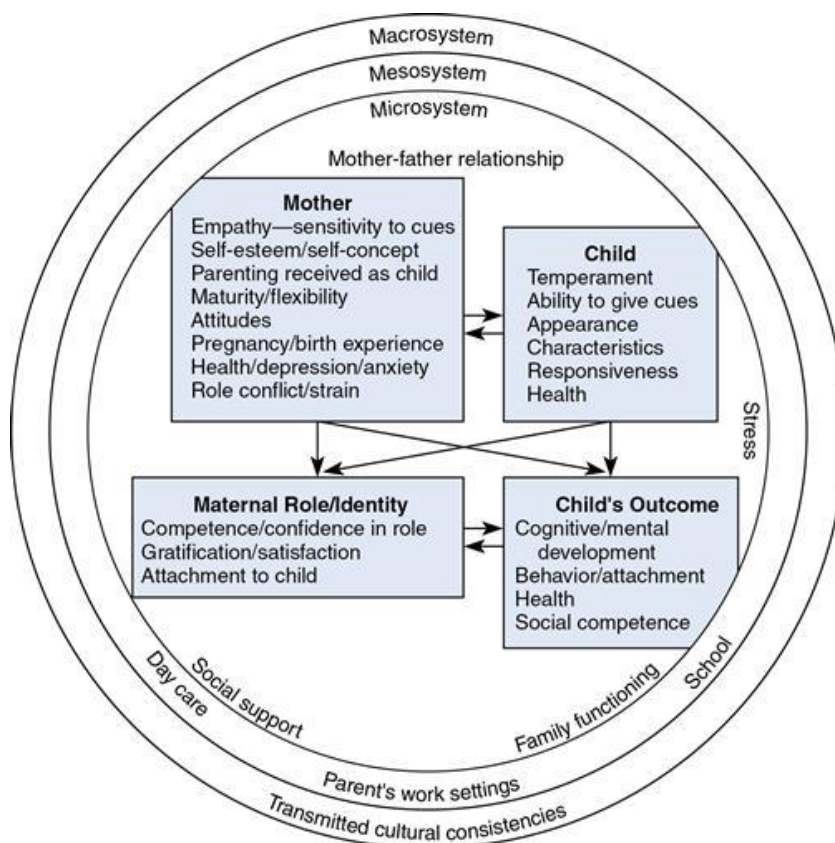 Macrosystem
Mesosystem
Microsystem
Mother-father relationship
Mother
Empathy—sensitivity to cues
Self-esteem/self-concept
Parenting received as child
Maturity/flexibility
Attitudes
Pregnancy/birth experience
Health/depression/anxiety
Role conflict/strain
Child
Temperament
Ability to give cues
Appearance
Characteristics
Responsiveness
Health
Stress
Maternal Role/Identity
Competence/confidence in role
Gratification/satisfaction
Attachment to child
Child's Outcome
Cognitive/mental
development
Behavior/attachment
Health
Social competence
Social support
Family functioning
Day care
School
Parent's work settings
Transmitted cultural consistencies